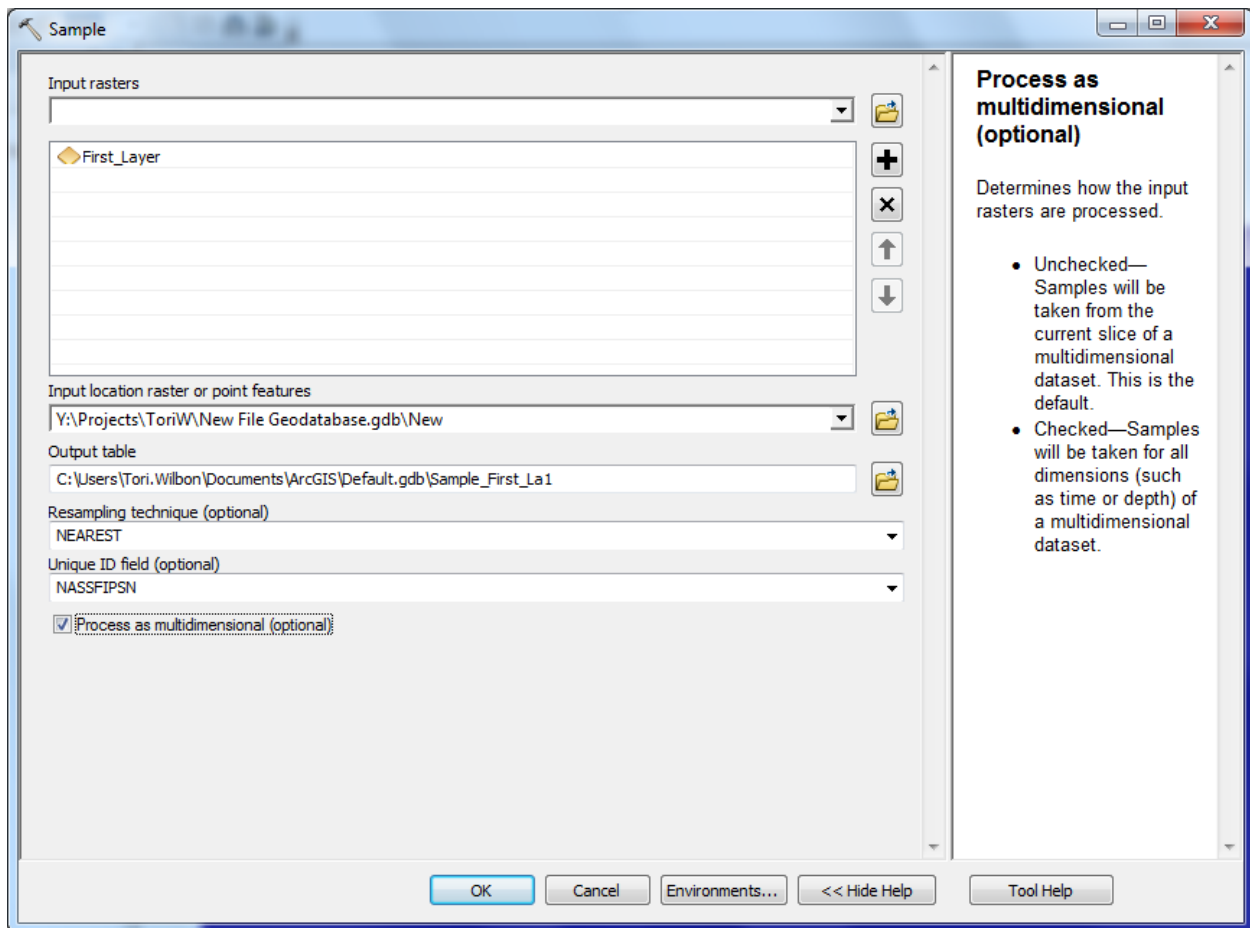 Sample
Input rasters
First_Layer
Input location raster or point features
Y:\Projects\ToriW\New File Geodatabase.gdb\New
Output table
C:\Users\Tori.Wilbon\Documents\ArcGIS\Default.gdb\Sample_First_La1
Resampling technique (optional)
NEAREST
Unique ID field (optional)
NASSFIPSN
Process as multidimensional (optional)
OK
Cancel
Environments...
<< Hide Help
Process as
multidimensional
(optional)
Determines how the input
rasters are processed.
• Unchecked—
Samples will be
taken from the
current slice of a
multidimensional
dataset. This is the
default.
• Checked—Samples
will be taken for all
dimensions (such
as time or depth) of
a multidimensional
dataset.
Tool Help